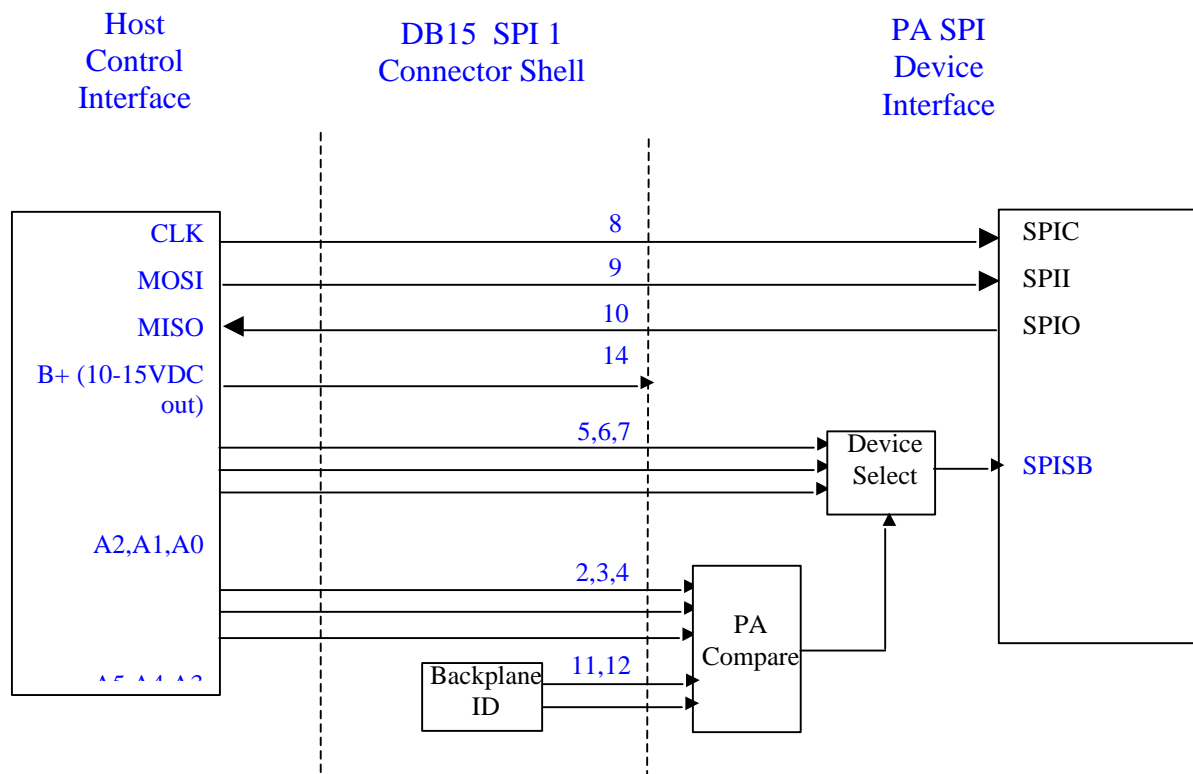 Host
Control
Interface
DB15 SPI 1
Connector Shell
PA SPI
Device
Interface
CLK
8
SPIC
MOSI
9
SPII
MISO
10
SPIO
14
B+ (10-15VDC
out)
5,6,7
Device
Select
SPISB
A2,A1,A0
2,3,4
PA
Compare
11,12
Backplane
ID